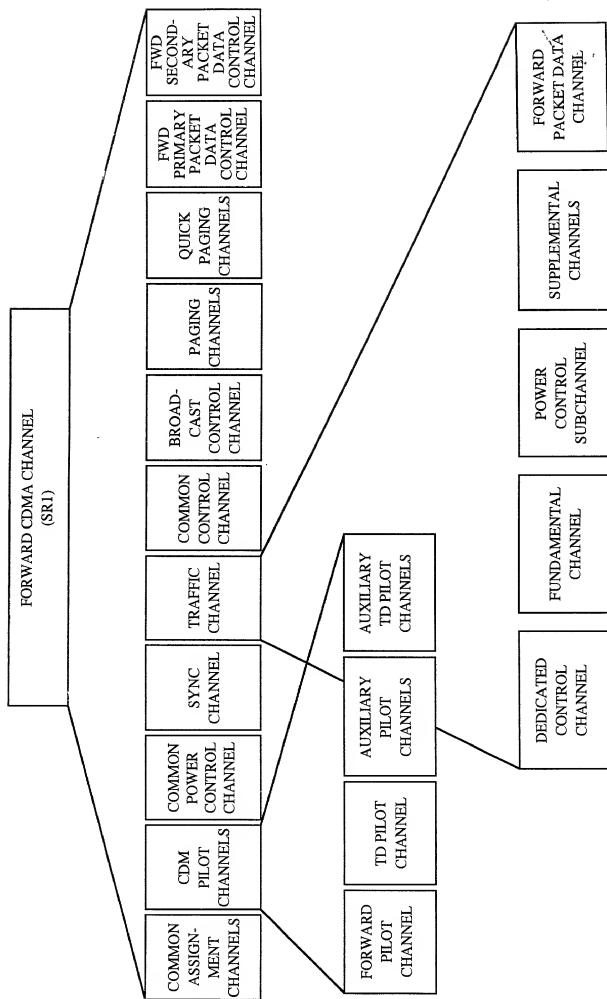 FORWARD CDMA CHANNEL
(SR1)
COMMON
ASSIGN-
MENT
CHANNELS
CDM
PILOT
CHANNELS
COMMON
POWER
CONTROL
CHANNEL
SYNC
CHANNEL
TRAFFIC
CHANNEL
COMMON
CONTROL
CHANNEL
BROAD-
CAST
CONTROL
CHANNEL
PAGING
CHANNELS
QUICK
PAGING
CHANNELS
FWD
PRIMARY
PACKET
DATA
CONTROL
CHANNEL
FWD
SECOND-
ARY
PACKET
DATA
CONTROL
CHANNEL
FORWARD
PILOT
CHANNEL
TD PILOT
CHANNEL
AUXILIARY
PILOT
CHANNELS
AUXILIARY
TD PILOT
CHANNELS
DEDICATED
CONTROL
CHANNEL
FUNDAMENTAL
CHANNEL
POWER
CONTROL
SUBCHANNEL
SUPPLEMENTAL
CHANNELS
FORWARD
PACKET DATA
CHANNEL